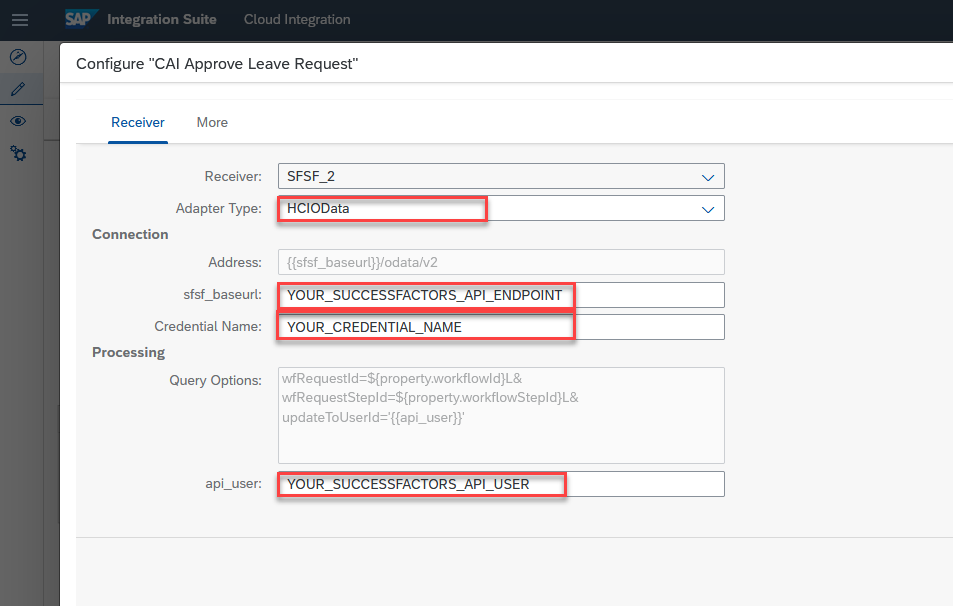 SAP Integration Suite Cloud Integration
Configure "CAI Approve Leave Request"
Receiver More
Receiver: SFSF_2
Adapter Type: HCIOData
Connection
Address: {{sfsf_baseurl}}/odata/v2
sfsf_baseurl: YOUR_SUCCESSFACTORS_API_ENDPOINT
Credential Name: YOUR_CREDENTIAL_NAME
Processing
Query Options: wfRequestId=${property.workflowId}L&
wfRequestStepId=${property.workflowStepId}L&
updateToUserId='{{api_user}}'
api_user: YOUR_SUCCESSFACTORS_API_USER